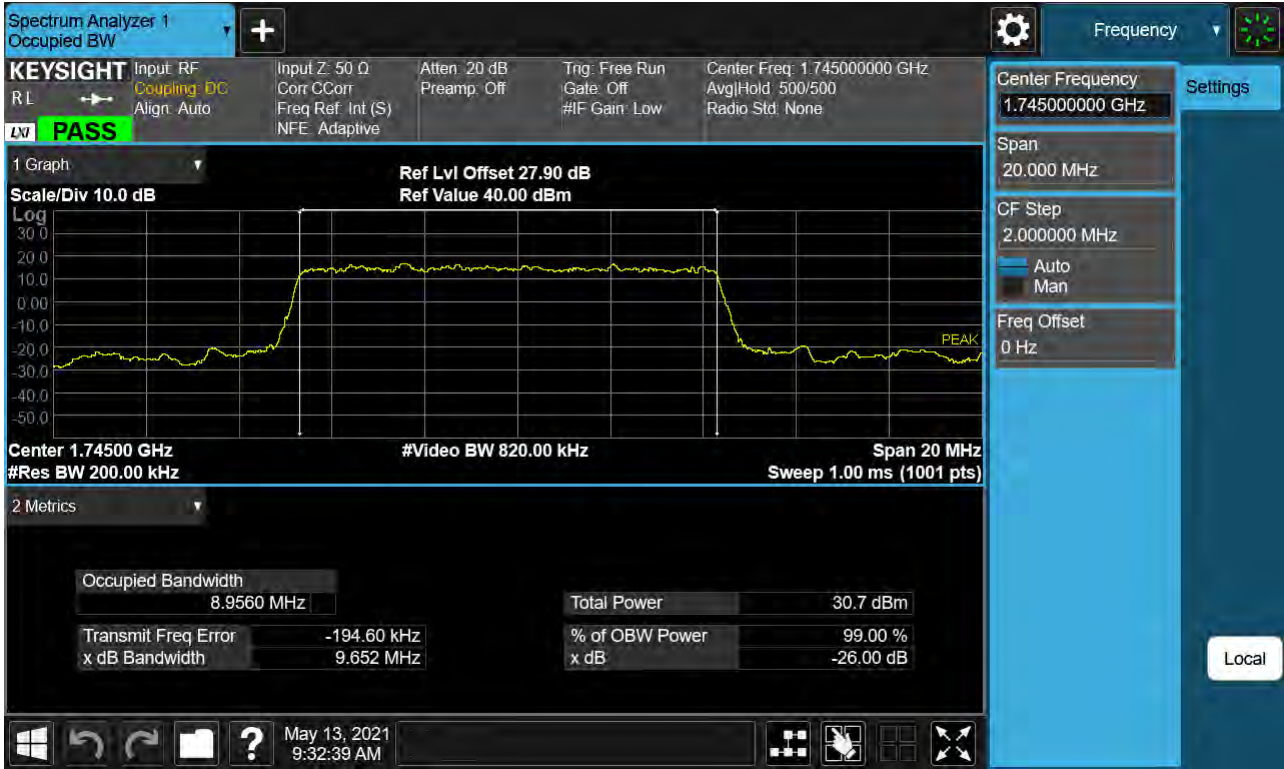 Spectrum Analyzer 1
Occupied BW
Frequency
KEYSIGHT
R L
LXI PASS
Input: RF
Coupling: DC
Align: Auto
Input Z: 50 Ω
Corr CCorr
Freq Ref: Int (S)
NFE: Adaptive
Atten: 20 dB
Preamp: Off
Trig: Free Run
Gate: Off
#IF Gain: Low
Center Freq: 1.745000000 GHz
Avg|Hold: 500/500
Radio Std: None
Center Frequency
1.745000000 GHz
Settings
Span
20.000 MHz
CF Step
2.000000 MHz
Auto
Man
Freq Offset
0 Hz
Local
1 Graph
Scale/Div 10.0 dB
Ref Lvl Offset 27.90 dB
Ref Value 40.00 dBm
Log
30.0
20.0
10.0
0.00
-10.0
-20.0
-30.0
-40.0
-50.0
PEAK
Center 1.74500 GHz
#Video BW 820.00 kHz
Span 20 MHz
#Res BW 200.00 kHz
Sweep 1.00 ms (1001 pts)
2 Metrics
Occupied Bandwidth
8.9560 MHz
Total Power 30.7 dBm
Transmit Freq Error -194.60 kHz
% of OBW Power 99.00 %
x dB Bandwidth 9.652 MHz
x dB -26.00 dB
?
May 13, 2021
9:32:39 AM